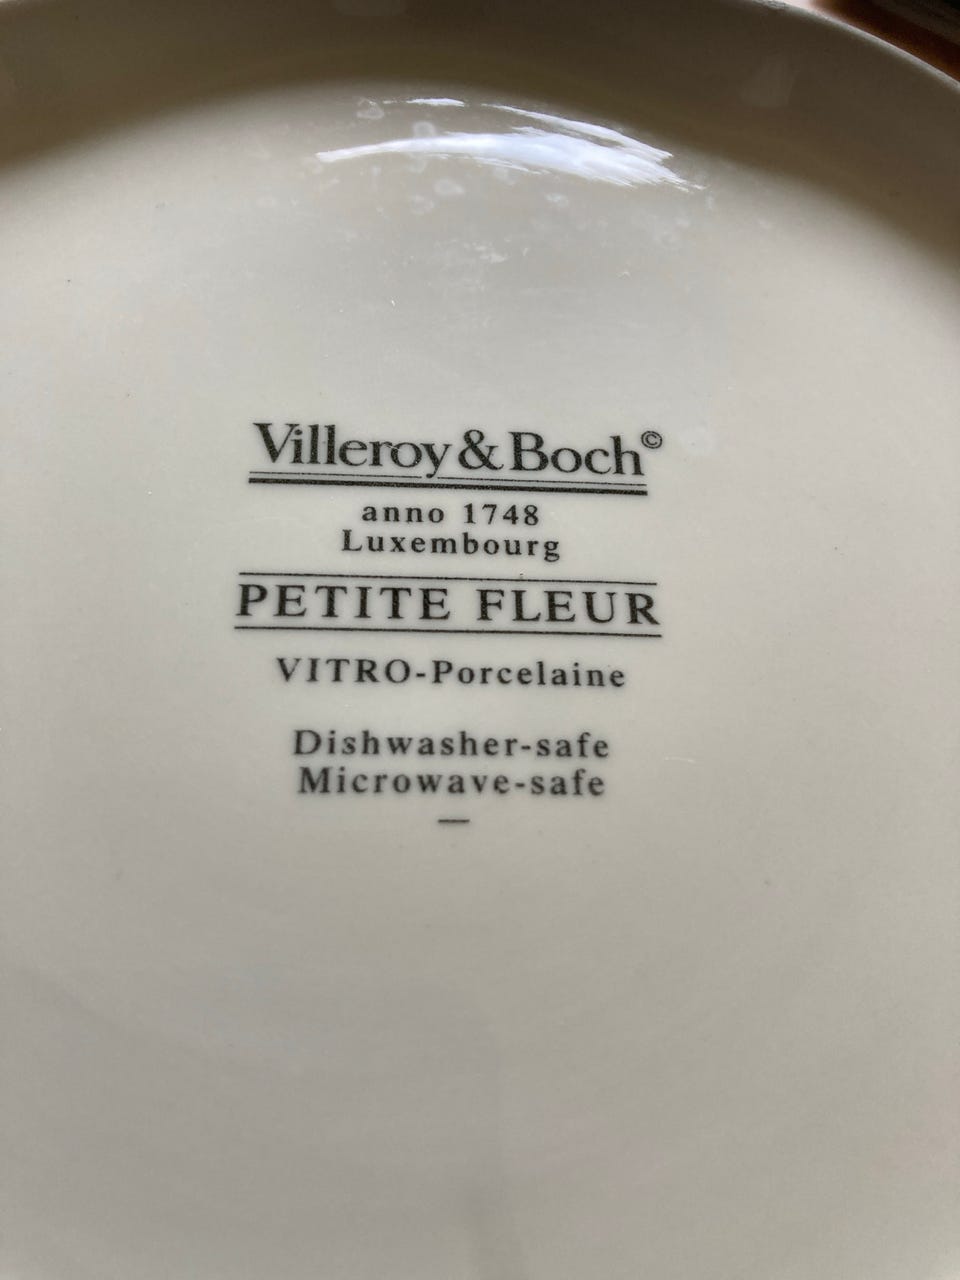 Villeroy & Boch©
anno 1748
Luxembourg
PETITE FLEUR
VITRO-Porcelaine
Dishwasher-safe
Microwave-safe
—